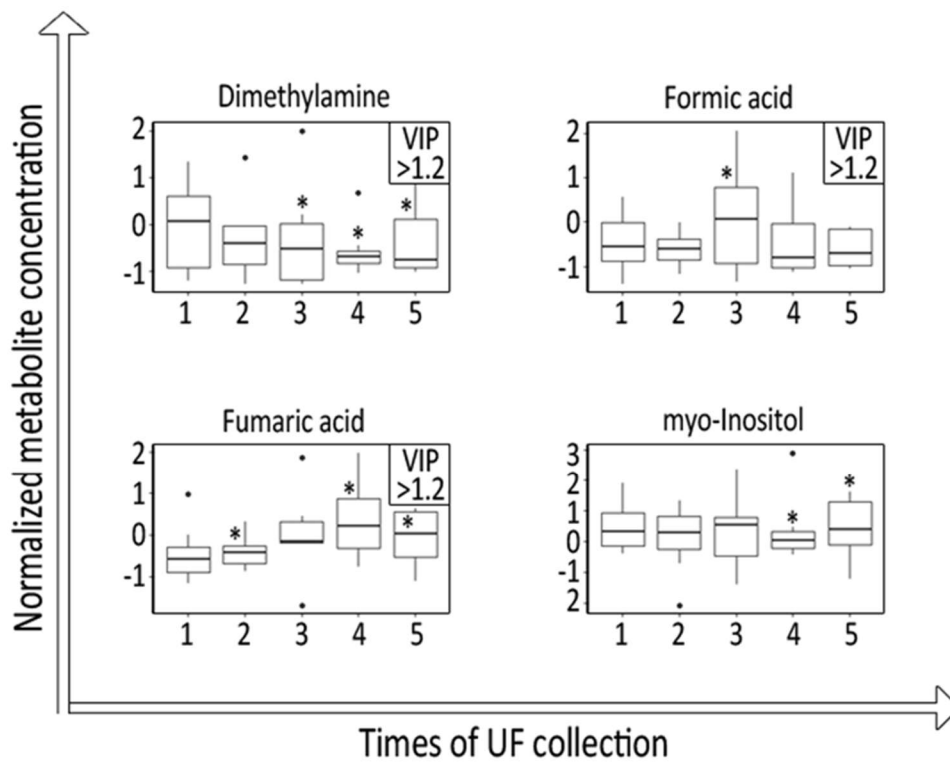 Normalized metabolite concentration
Dimethylamine
VIP
>1.2
2
1
0
-1
*
*
*
1 2 3 4 5
Formic acid
VIP
>1.2
2
1
0
-1
*
1 2 3 4 5
Fumaric acid
VIP
>1.2
2
1
0
-1
*
*
*
1 2 3 4 5
myo-Inositol
3
2
1
0
-1
2
*
*
1 2 3 4 5
Times of UF collection